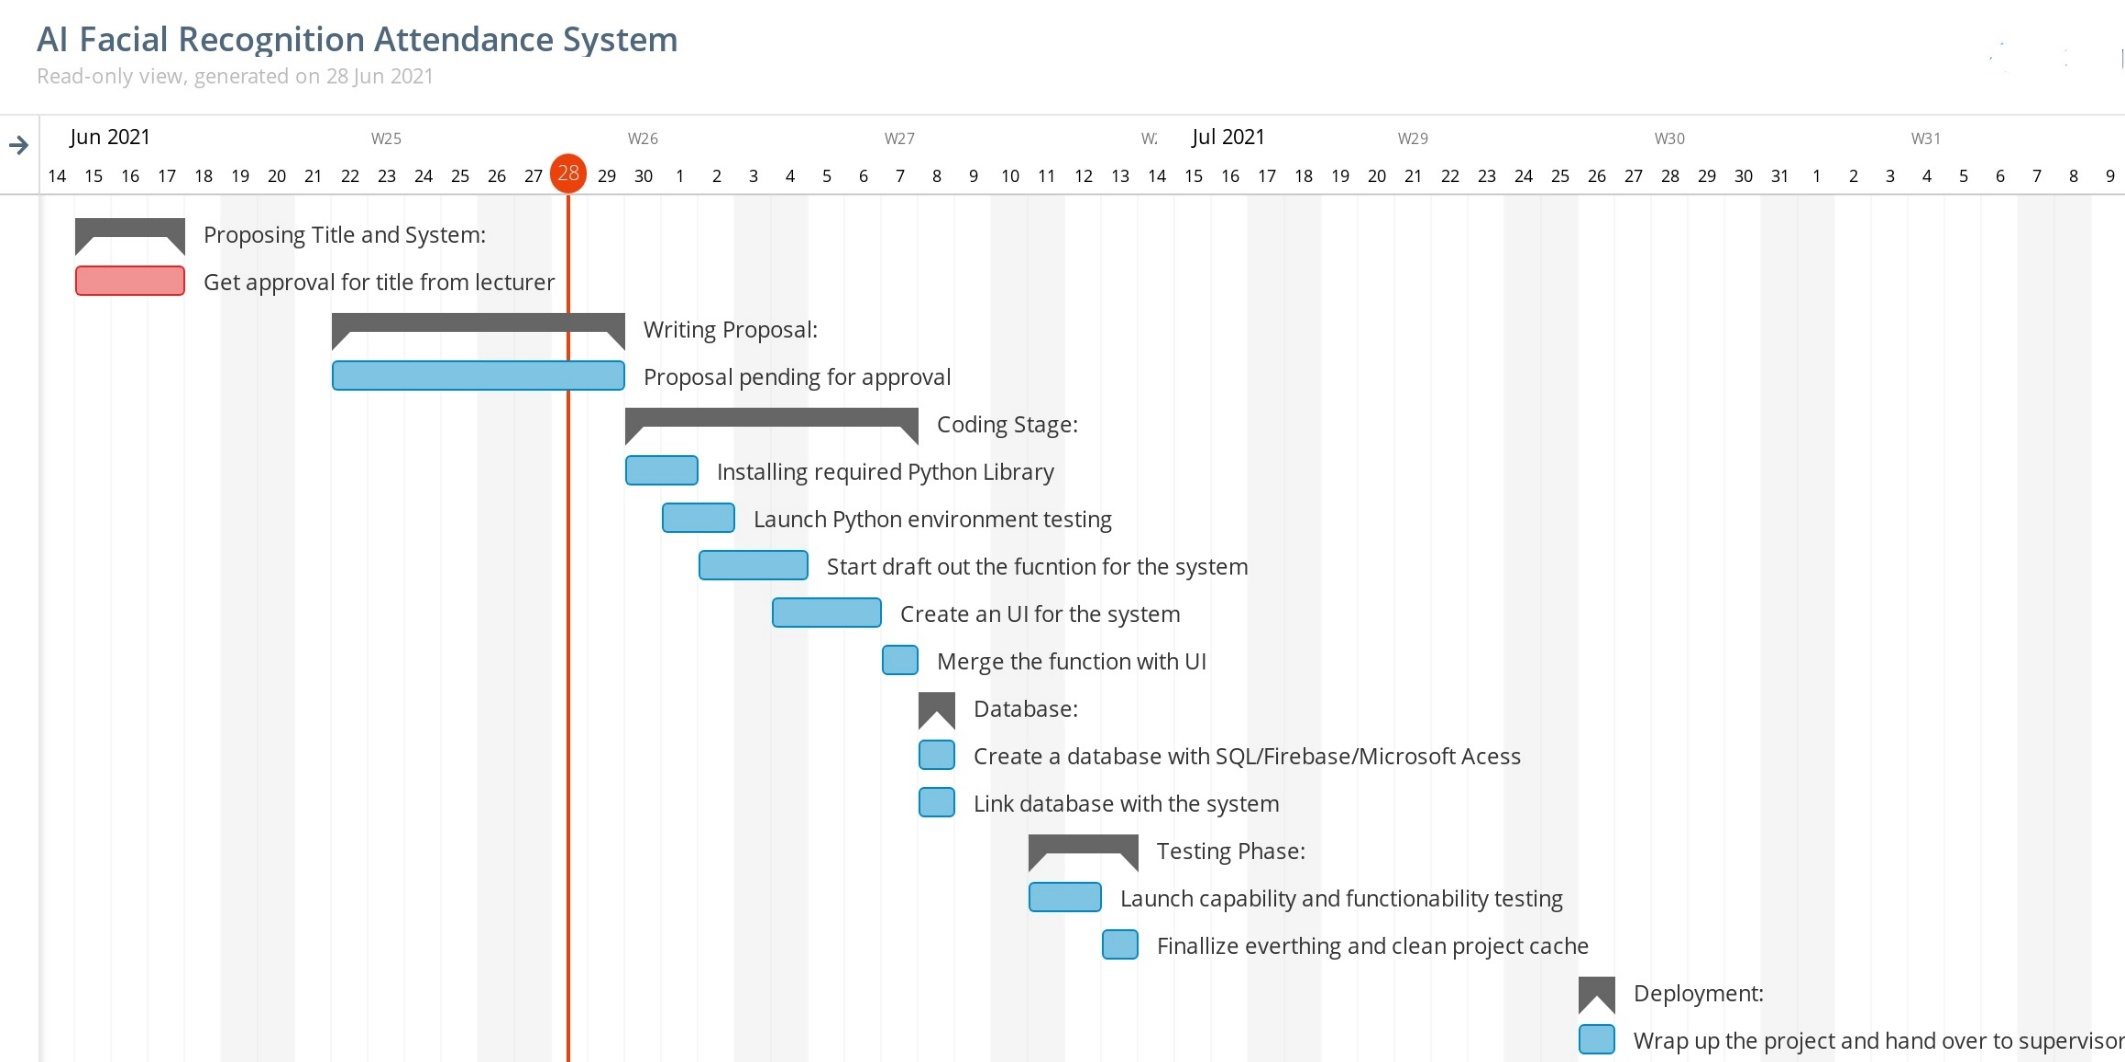 AI Facial Recognition Attendance System
Read-only view, generated on 28 Jun 2021
Jun 2021 W25 W26 W27 Jul 2021 W29 W30 W31
14 15 16 17 18 19 20 21 22 23 24 25 26 27 28 29 30 1 2 3 4 5 6 7 8 9 10 11 12 13 14 15 16 17 18 19 20 21 22 23 24 25 26 27 28 29 30 31 1 2 3 4 5 6 7 8 9
Proposing Title and System:
Get approval for title from lecturer
Writing Proposal:
Proposal pending for approval
Coding Stage:
Installing required Python Library
Launch Python environment testing
Start draft out the fucntion for the system
Create an UI for the system
Merge the function with UI
Database:
Create a database with SQL/Firebase/Microsoft Acess
Link database with the system
Testing Phase:
Launch capability and functionability testing
Finallize everthing and clean project cache
Deployment:
Wrap up the project and hand over to supervisor